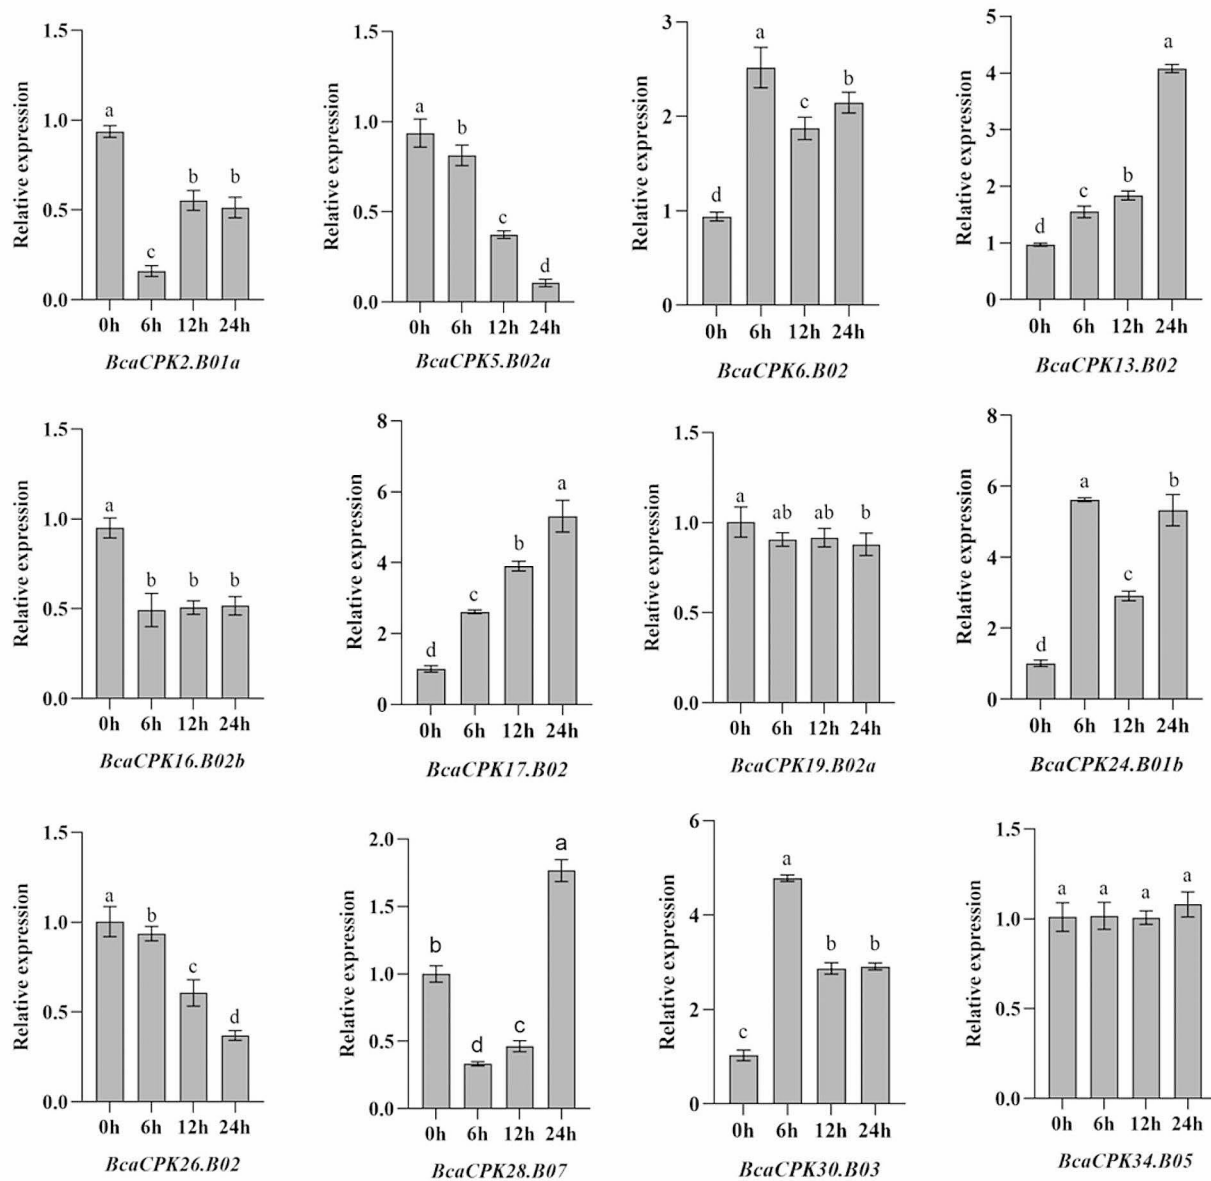 Relative expression
1.5
1.0
0.5
0.0
a
c
b
b
0h 6h 12h 24h
BcaCPK2.B01a
Relative expression
1.5
1.0
0.5
0.0
a
b
c
d
0h 6h 12h 24h
BcaCPK5.B02a
Relative expression
3
2
1
0
d
a
c
b
0h 6h 12h 24h
BcaCPK6.B02
Relative expression
5
4
3
2
1
0
d
c
b
a
0h 6h 12h 24h
BcaCPK13.B02
Relative expression
1.5
1.0
0.5
0.0
a
b
b
b
0h 6h 12h 24h
BcaCPK16.B02b
Relative expression
8
6
4
2
0
d
c
b
a
0h 6h 12h 24h
BcaCPK17.B02
Relative expression
1.5
1.0
0.5
0.0
a
ab
ab
b
0h 6h 12h 24h
BcaCPK19.B02a
Relative expression
8
6
4
2
0
d
a
c
b
0h 6h 12h 24h
BcaCPK24.B01b
Relative expression
1.5
1.0
0.5
0.0
a
b
c
d
0h 6h 12h 24h
BcaCPK26.B02
Relative expression
2.0
1.5
1.0
0.5
0.0
b
d
c
a
0h 6h 12h 24h
BcaCPK28.B07
Relative expression
6
4
2
0
c
a
b
b
0h 6h 12h 24h
BcaCPK30.B03
Relative expression
1.5
1.0
0.5
0.0
a
a
a
a
0h 6h 12h 24h
BcaCPK34.B05